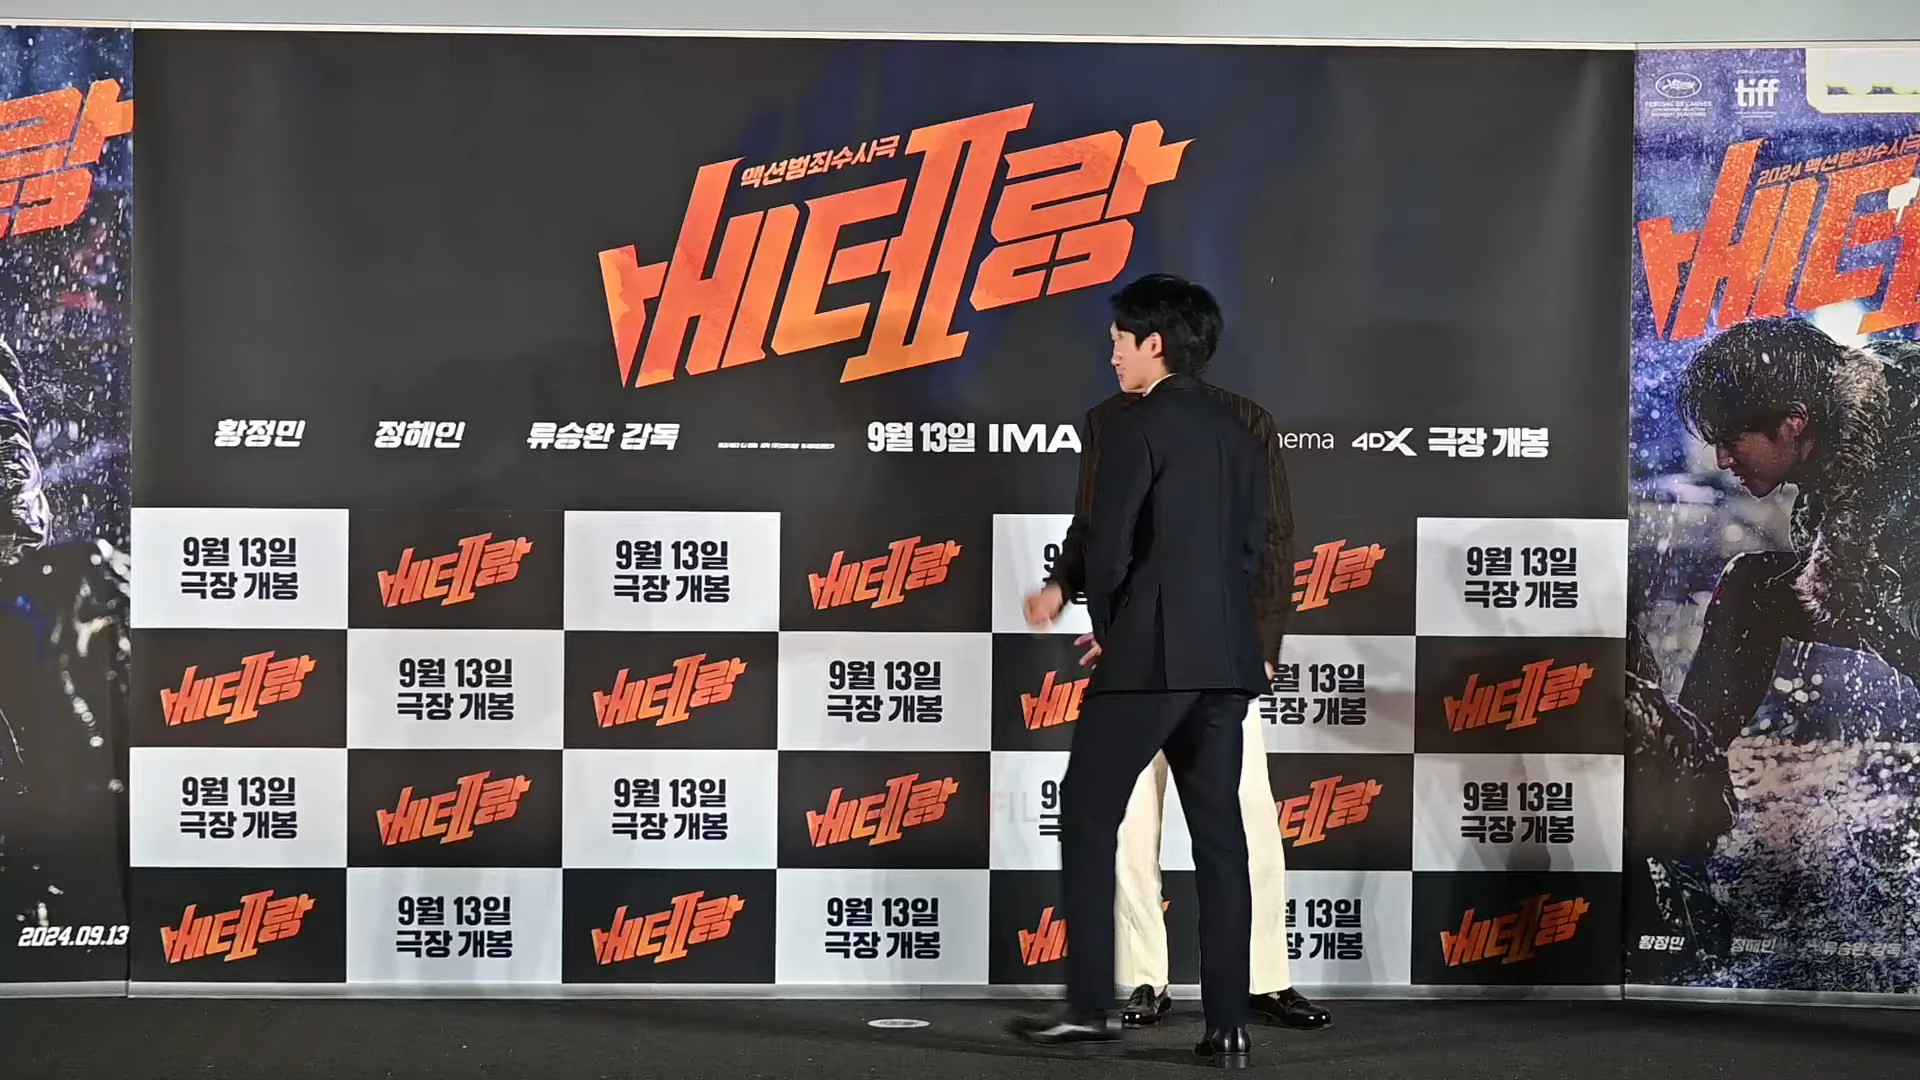 액션범죄수사극
베테Ⅱ랑
황정민 정해인 류승완 감독 9월 13일 IMA nema 4DX 극장 개봉
9월 13일
극장 개봉
베테Ⅱ랑
9월 13일
극장 개봉
베테Ⅱ랑
베테Ⅱ랑
9월 13일
극장 개봉
베테Ⅱ랑
9월 13일
극장 개봉
베테Ⅱ랑
9월 13일
극장 개봉
베테Ⅱ랑
9월 13일
극장 개봉
베테Ⅱ랑
9월 13일
극장 개봉
베테Ⅱ랑
9월 13일
극장 개봉
베테Ⅱ랑
베테Ⅱ랑
9월 13일
극장 개봉
베테Ⅱ랑
9월 13일
극장 개봉
13일
장 개봉
베테Ⅱ랑
랑
2024.09.13
FESTIVAL DE CANNES
tiff
2024 액션범죄수사극
베테
황정민 정해인 류승완 감독